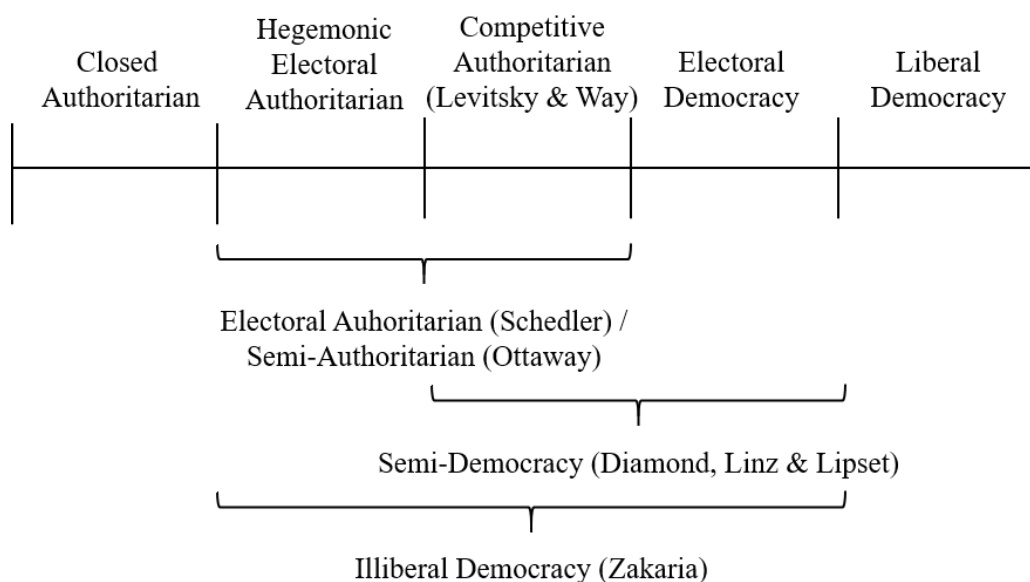 Closed
Authoritarian
Hegemonic
Electoral
Authoritarian
Competitive
Authoritarian
(Levitsky & Way)
Electoral
Democracy
Liberal
Democracy
Electoral Auhoritarian (Schedler) /
Semi-Authoritarian (Ottaway)
Semi-Democracy (Diamond, Linz & Lipset)
Illiberal Democracy (Zakaria)